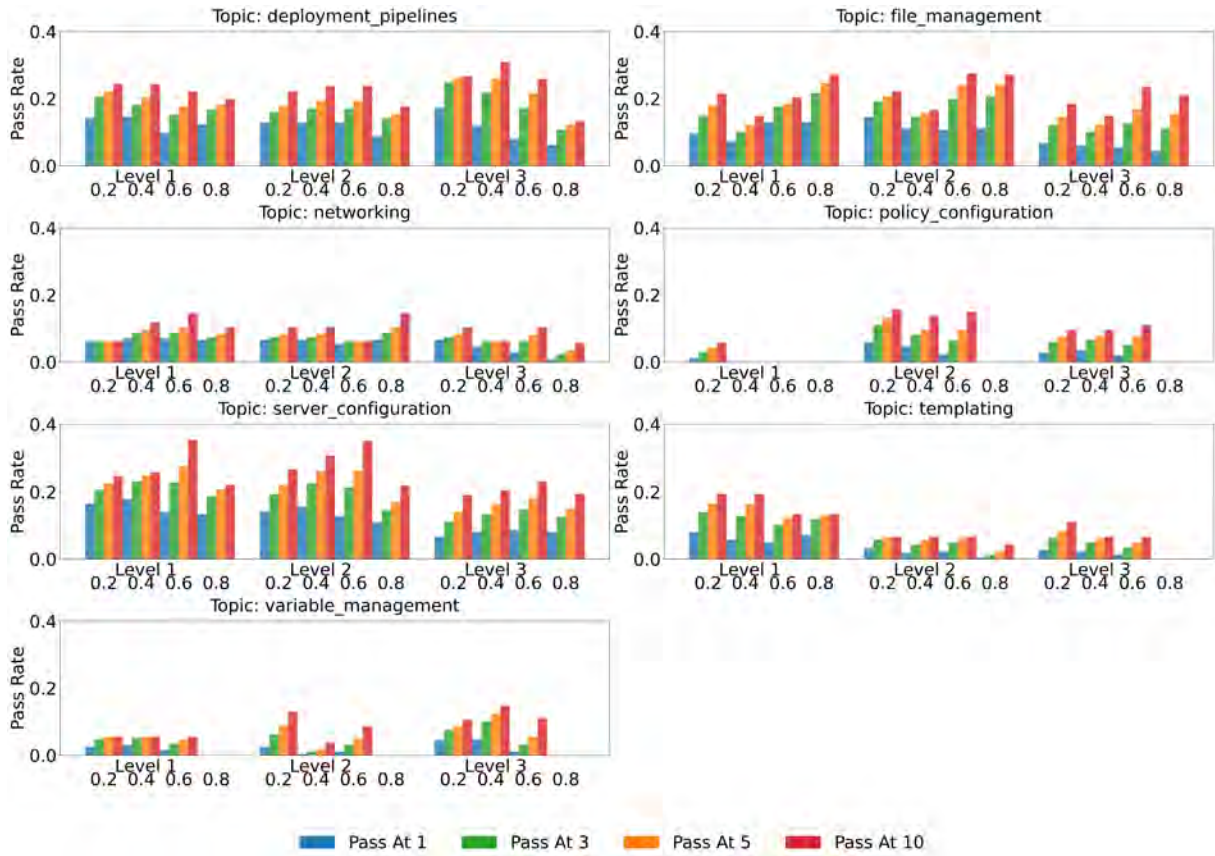 Topic: deployment_pipelines
Pass Rate
0.4
0.2
0.0
Level 1 Level 2 Level 3
0.2 0.4 0.6 0.8 0.2 0.4 0.6 0.8 0.2 0.4 0.6 0.8
Topic: file_management
Pass Rate
0.4
0.2
0.0
Level 1 Level 2 Level 3
0.2 0.4 0.6 0.8 0.2 0.4 0.6 0.8 0.2 0.4 0.6 0.8
Topic: networking
Pass Rate
0.4
0.2
0.0
Level 1 Level 2 Level 3
0.2 0.4 0.6 0.8 0.2 0.4 0.6 0.8 0.2 0.4 0.6 0.8
Topic: policy_configuration
Pass Rate
0.4
0.2
0.0
Level 1 Level 2 Level 3
0.2 0.4 0.6 0.8 0.2 0.4 0.6 0.8 0.2 0.4 0.6 0.8
Topic: server_configuration
Pass Rate
0.4
0.2
0.0
Level 1 Level 2 Level 3
0.2 0.4 0.6 0.8 0.2 0.4 0.6 0.8 0.2 0.4 0.6 0.8
Topic: templating
Pass Rate
0.4
0.2
0.0
Level 1 Level 2 Level 3
0.2 0.4 0.6 0.8 0.2 0.4 0.6 0.8 0.2 0.4 0.6 0.8
Topic: variable_management
Pass Rate
0.4
0.2
0.0
Level 1 Level 2 Level 3
0.2 0.4 0.6 0.8 0.2 0.4 0.6 0.8 0.2 0.4 0.6 0.8
Pass At 1 Pass At 3 Pass At 5 Pass At 10